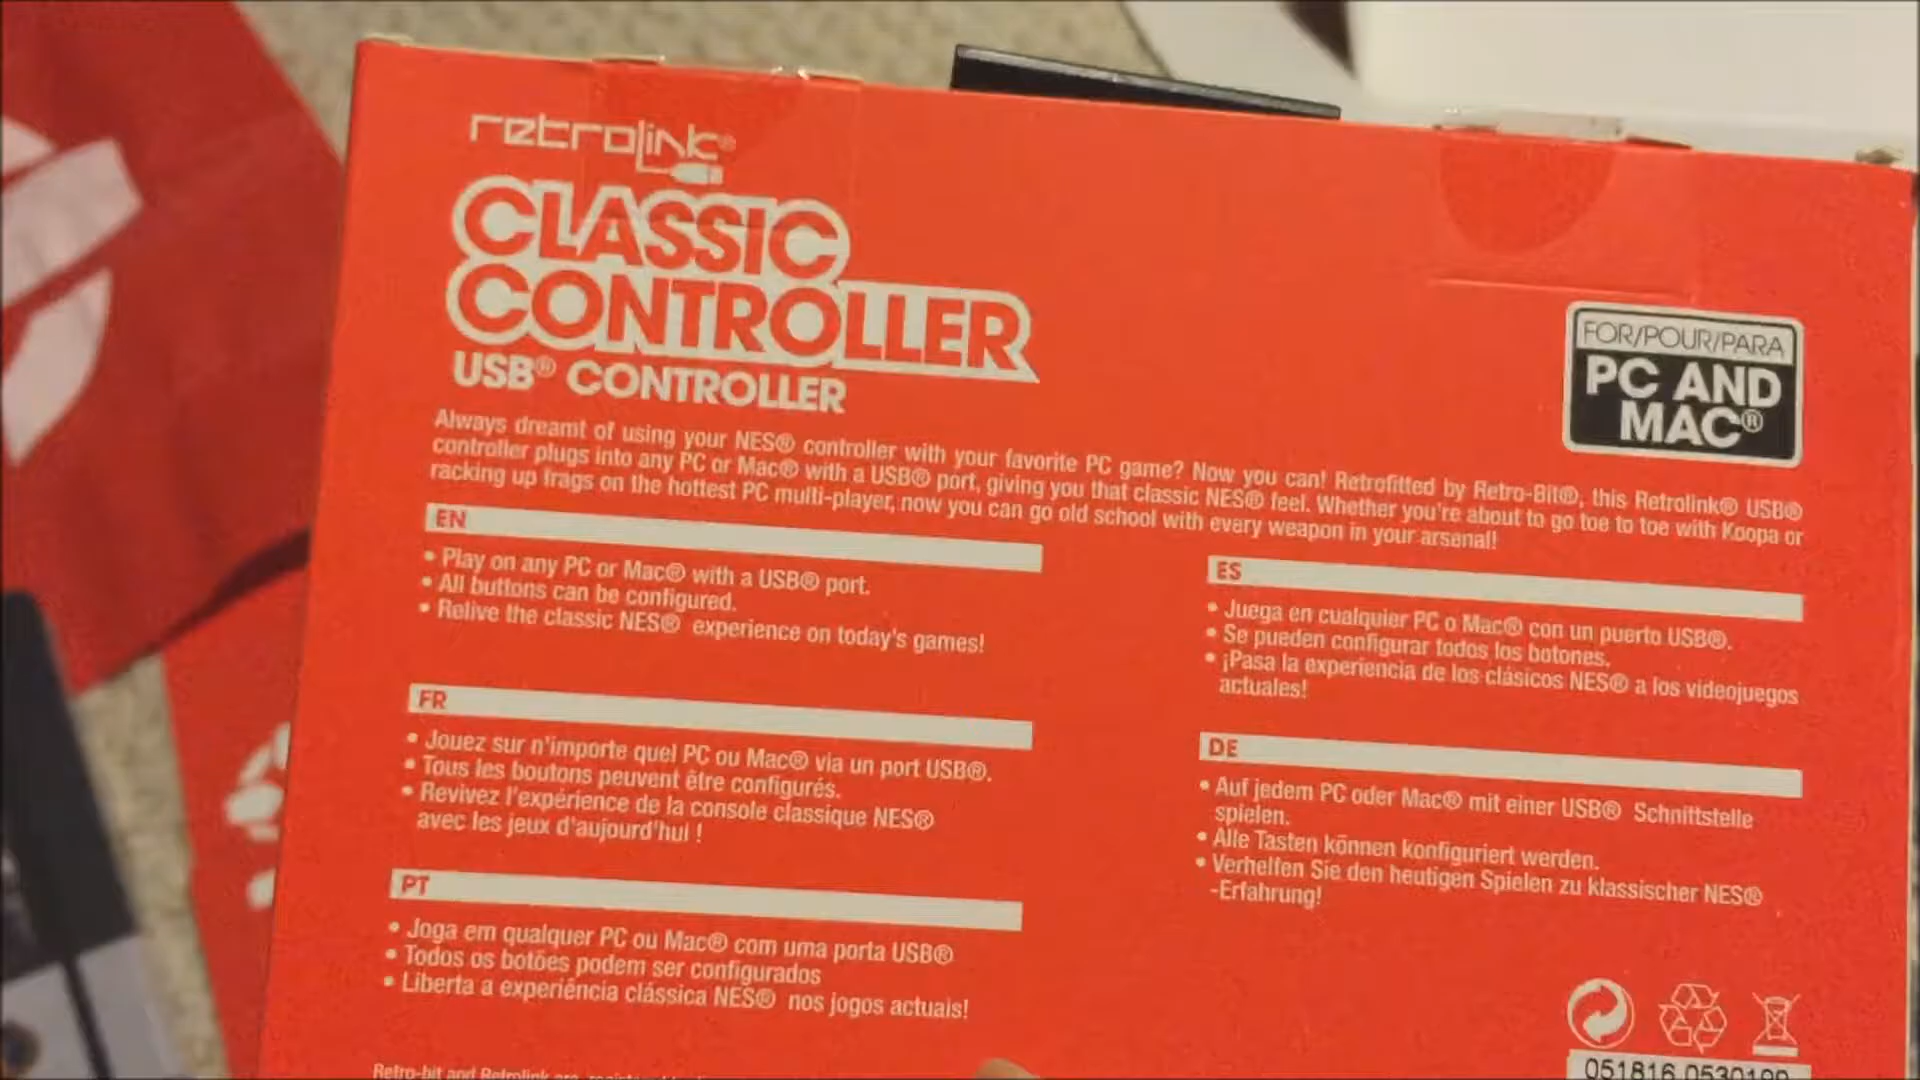 retrolink®
CLASSIC
CONTROLLER
USB® CONTROLLER
FOR/POUR/PARA
PC AND
MAC®
Always dreamt of using your NES® controller with your favorite PC game? Now you can! Retrofitted by Retro-Bit®, this Retrolink® USB®
controller plugs into any PC or Mac® with a USB® port, giving you that classic NES® feel. Whether you're about to go toe to toe with Koopa or
racking up frags on the hottest PC multi-player, now you can go old school with every weapon in your arsenal!
EN
• Play on any PC or Mac® with a USB® port.
• All buttons can be configured.
• Relive the classic NES® experience on today's games!
FR
• Jouez sur n'importe quel PC ou Mac® via un port USB®.
• Tous les boutons peuvent être configurés.
• Revivez l'expérience de la console classique NES®
avec les jeux d'aujourd'hui !
PT
• Joga em qualquer PC ou Mac® com uma porta USB®
• Todos os botões podem ser configurados
• Liberta a experiência clássica NES® nos jogos actuais!
ES
• Juega en cualquier PC o Mac® con un puerto USB®.
• Se pueden configurar todos los botones.
• ¡Pasa la experiencia de los clásicos NES® a los videojuegos
actuales!
DE
• Auf jedem PC oder Mac® mit einer USB® Schnittstelle
spielen.
• Alle Tasten können konfiguriert werden.
• Verhelfen Sie den heutigen Spielen zu klassischer NES®
-Erfahrung!
Retro-bit and Retrolink are
051816